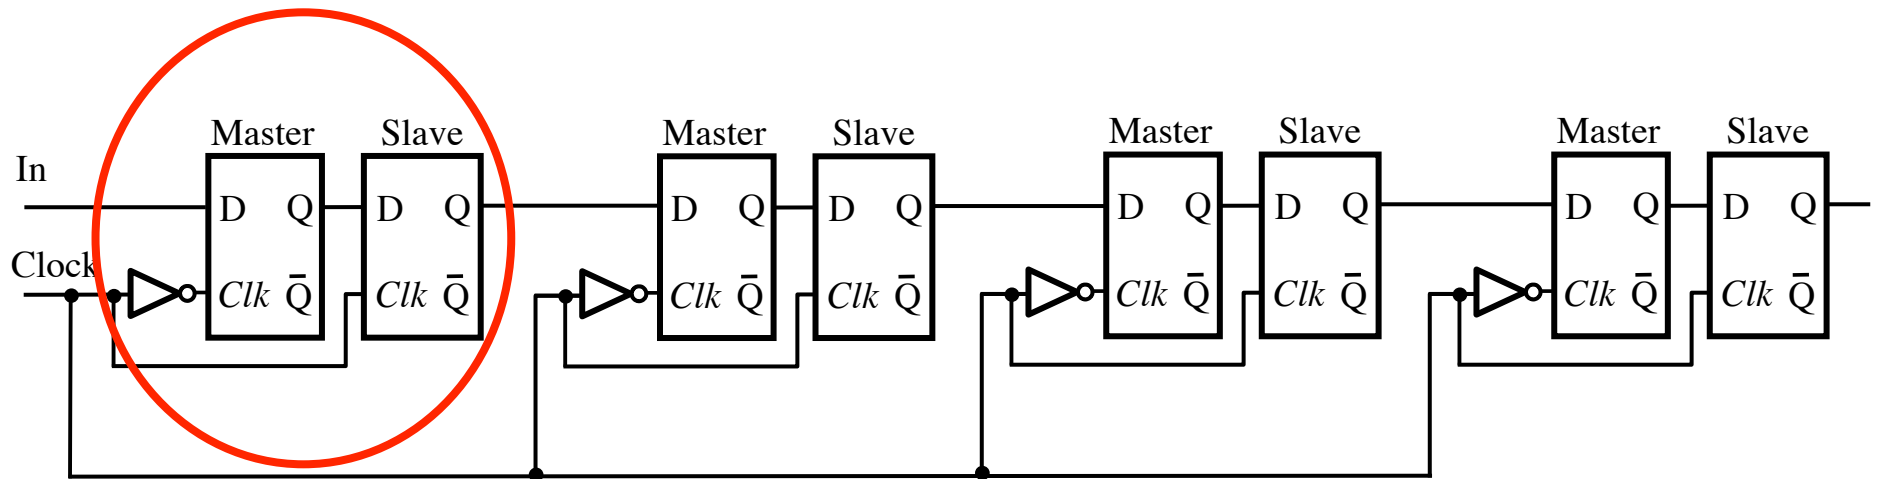 Master Slave Master Slave Master Slave Master Slave
In
D Q D Q D Q D Q D Q D Q D Q D Q
Clock
Clk Q̅ Clk Q̅ Clk Q̅ Clk Q̅ Clk Q̅ Clk Q̅ Clk Q̅ Clk Q̅